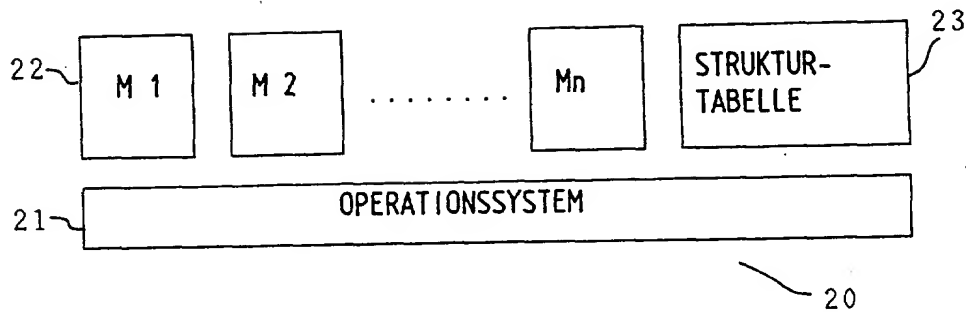 22
M 1
M 2
........
Mn
STRUKTUR-
TABELLE
23
21
OPERATIONSSYSTEM
20